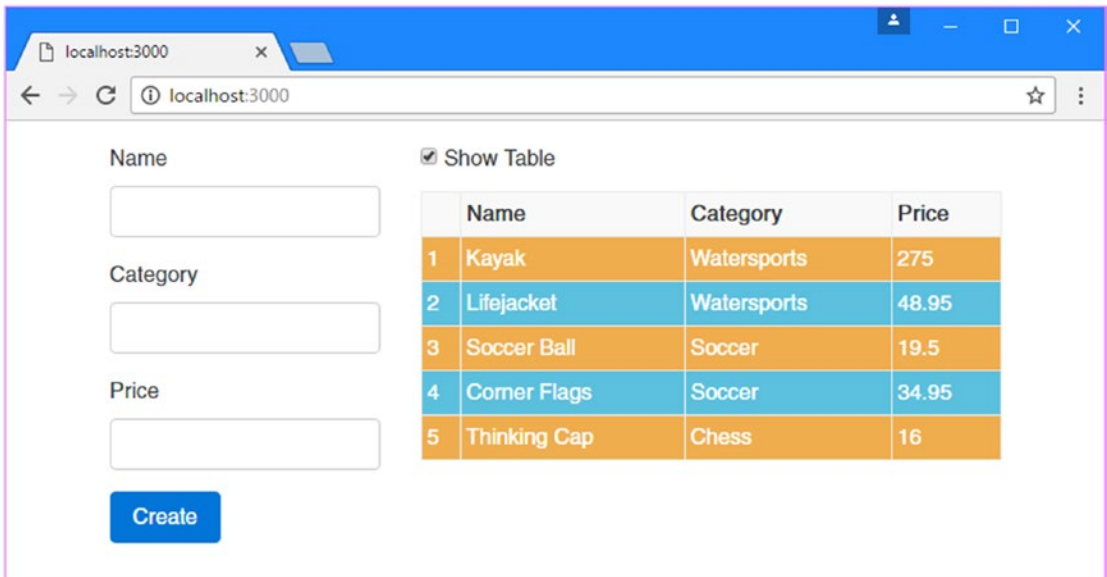 localhost:3000
localhost:3000
Name
Category
Price
Create
Show Table
Name Category Price
1 Kayak Watersports 275
2 Lifejacket Watersports 48.95
3 Soccer Ball Soccer 19.5
4 Corner Flags Soccer 34.95
5 Thinking Cap Chess 16